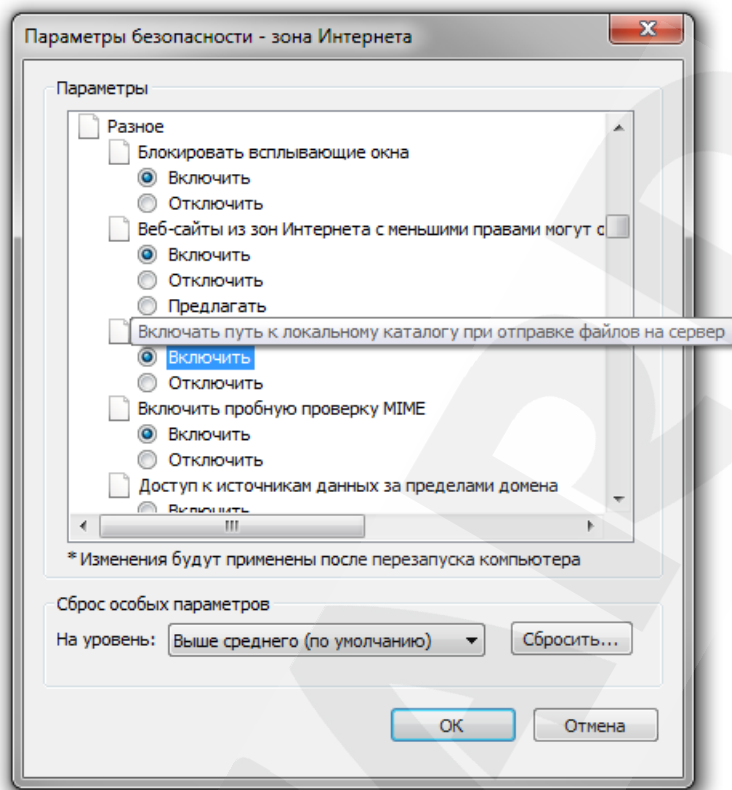 Параметры безопасности - зона Интернета
Параметры
Разное
Блокировать всплывающие окна
Включить
Отключить
Веб-сайты из зон Интернета с меньшими правами могут с
Включить
Отключить
Предлагать
Включать путь к локальному каталогу при отправке файлов на сервер
Включить
Отключить
Включить пробную проверку MIME
Включить
Отключить
Доступ к источникам данных за пределами домена
Включить
* Изменения будут применены после перезапуска компьютера
Сброс особых параметров
На уровень: Выше среднего (по умолчанию) Сбросить...
ОК Отмена